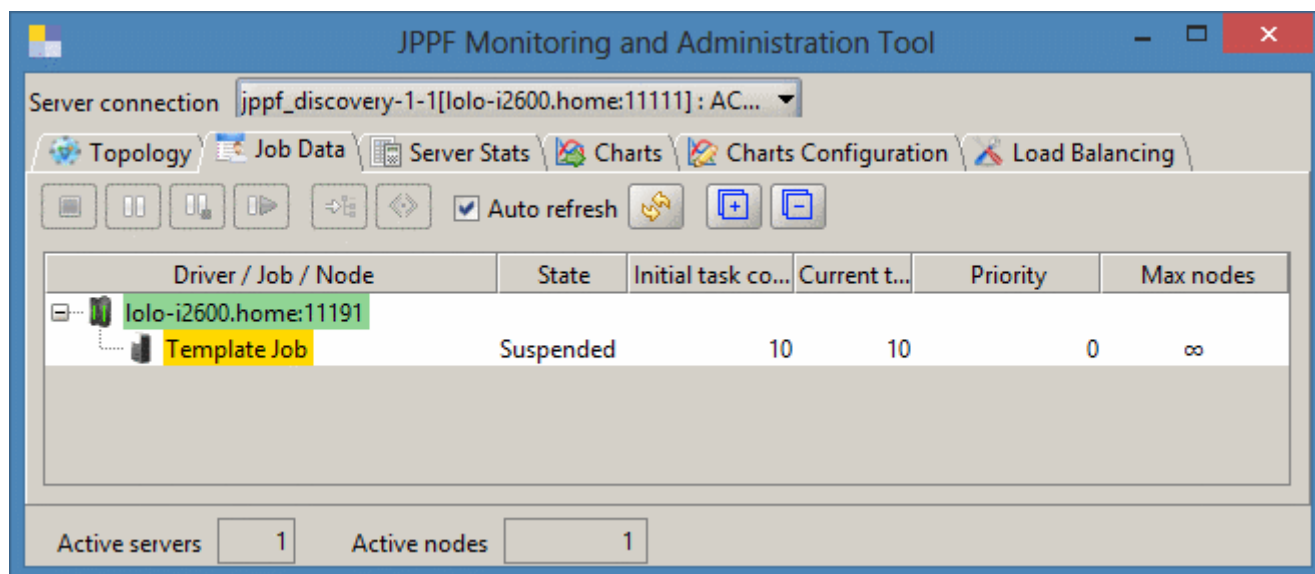 JPPF Monitoring and Administration Tool
Server connection jppf_discovery-1-1[lolo-i2600.home:11111] : AC...
Topology Job Data Server Stats Charts Charts Configuration Load Balancing
Auto refresh
Driver / Job / Node State Initial task co... Current t... Priority Max nodes
lolo-i2600.home:11191
Template Job Suspended 10 10 0 ∞
Active servers 1 Active nodes 1